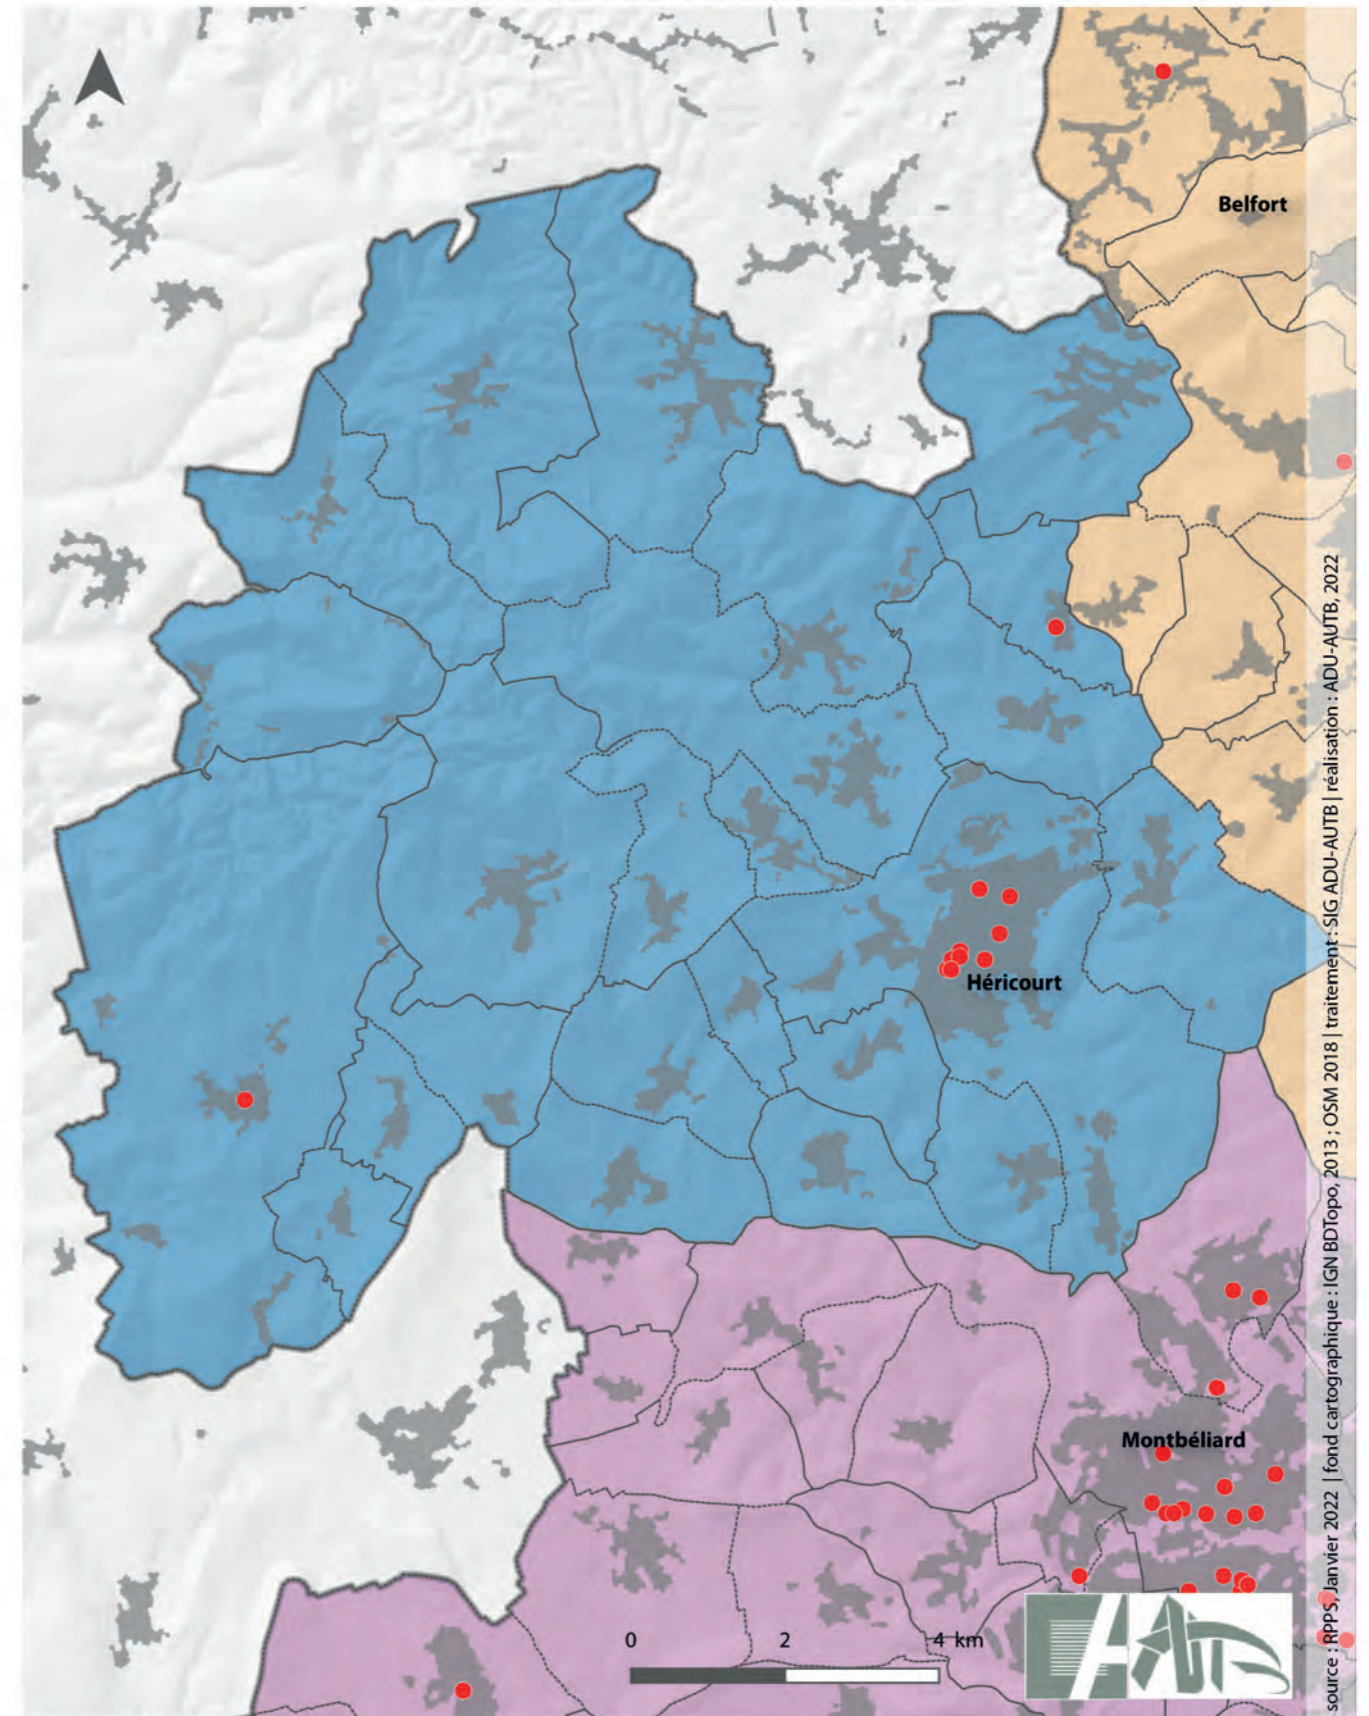 Belfort
Héricourt
Montbéliard
0 2 4 km
source : RPPS, Janvier 2022 | fond cartographique : IGN BDTopo, 2013 ; OSM 2018 | traitement : SIG ADU-AUTB | réalisation : ADU-AUTB, 2022